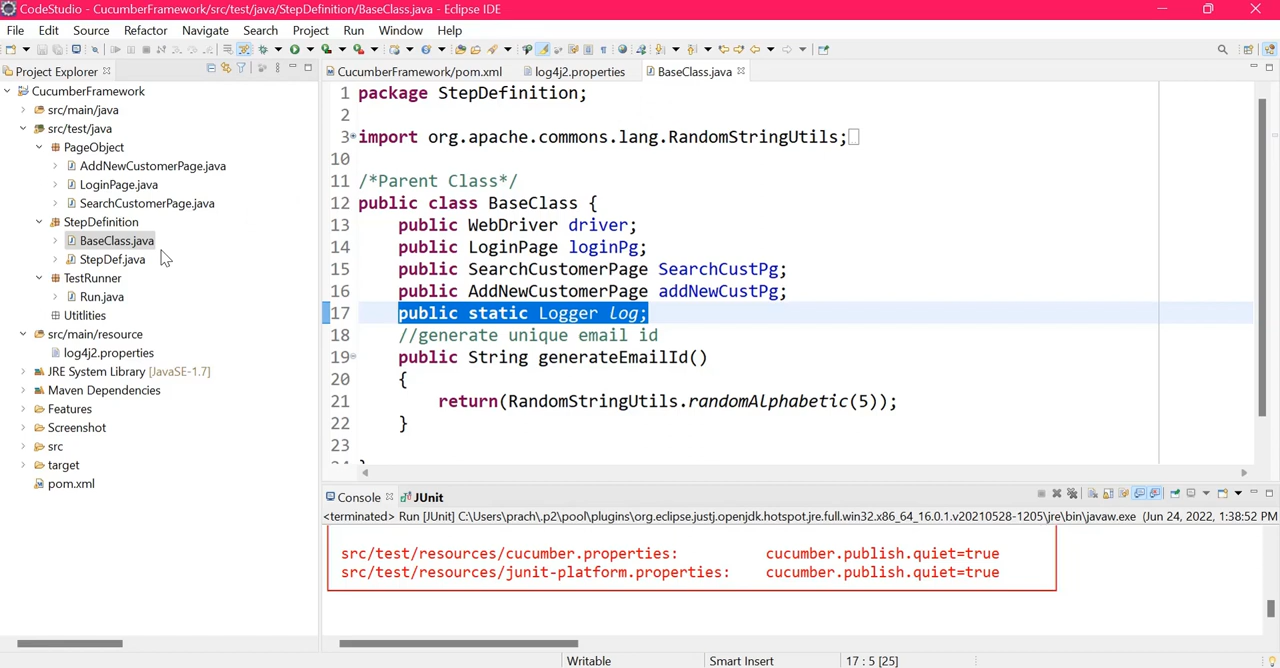 CodeStudio - CucumberFramework/src/test/java/StepDefinition/BaseClass.java - Eclipse IDE
File Edit Source Refactor Navigate Search Project Run Window Help
Project Explorer
CucumberFramework
src/main/java
src/test/java
PageObject
AddNewCustomerPage.java
LoginPage.java
SearchCustomerPage.java
StepDefinition
BaseClass.java
StepDef.java
TestRunner
Run.java
Utitlities
src/main/resource
log4j2.properties
JRE System Library [JavaSE-1.7]
Maven Dependencies
Features
Screenshot
src
target
pom.xml
CucumberFramework/pom.xml log4j2.properties BaseClass.java
1 package StepDefinition;
2
3 import org.apache.commons.lang.RandomStringUtils;
10
11 /*Parent Class*/
12 public class BaseClass {
13 public WebDriver driver;
14 public LoginPage loginPg;
15 public SearchCustomerPage SearchCustPg;
16 public AddNewCustomerPage addNewCustPg;
17 public static Logger log;
18 //generate unique email id
19 public String generateEmailId()
20 {
21 return(RandomStringUtils.randomAlphabetic(5));
22 }
23
24 }
Console JUnit
<terminated> Run [JUnit] C:\Users\prach\.p2\pool\plugins\org.eclipse.justj.openjdk.hotspot.jre.full.win32.x86_64_16.0.1.v20210528-1205\jre\bin\javaw.exe (Jun 24, 2022, 1:38:52 PM
src/test/resources/cucumber.properties: cucumber.publish.quiet=true
src/test/resources/junit-platform.properties: cucumber.publish.quiet=true
Writable Smart Insert 17 : 5 [25]